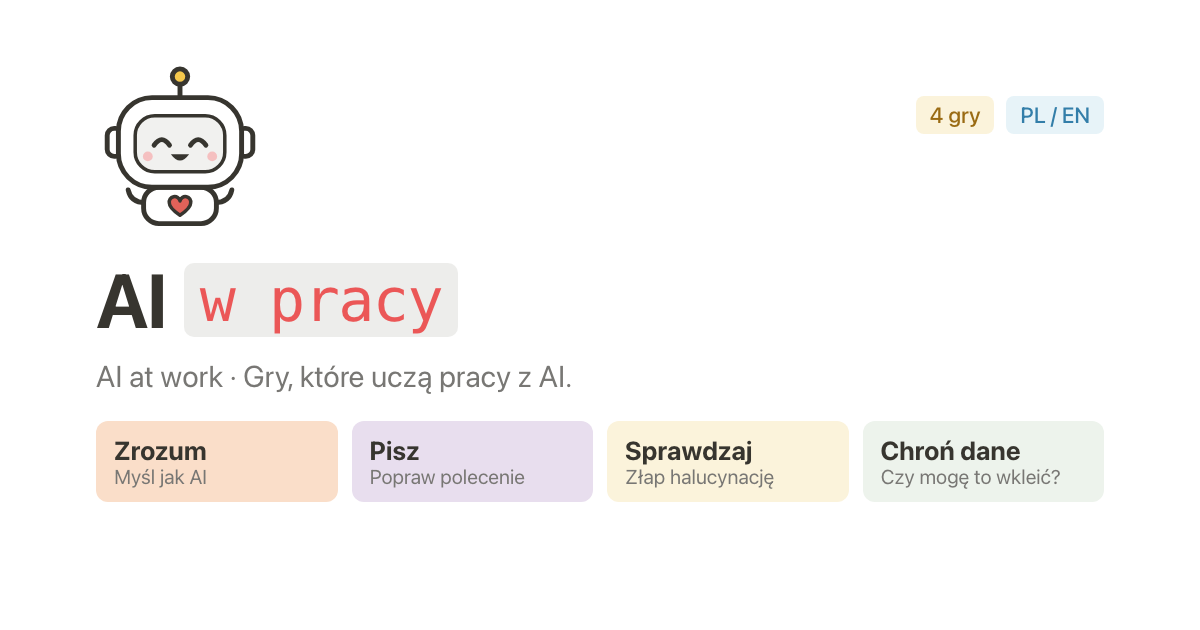 4 gry
PL / EN
AI w pracy
AI at work · Gry, które uczą pracy z AI.
Zrozum
Myśl jak AI
Pisz
Popraw polecenie
Sprawdzaj
Złap halucynację
Chroń dane
Czy mogę to wkleić?